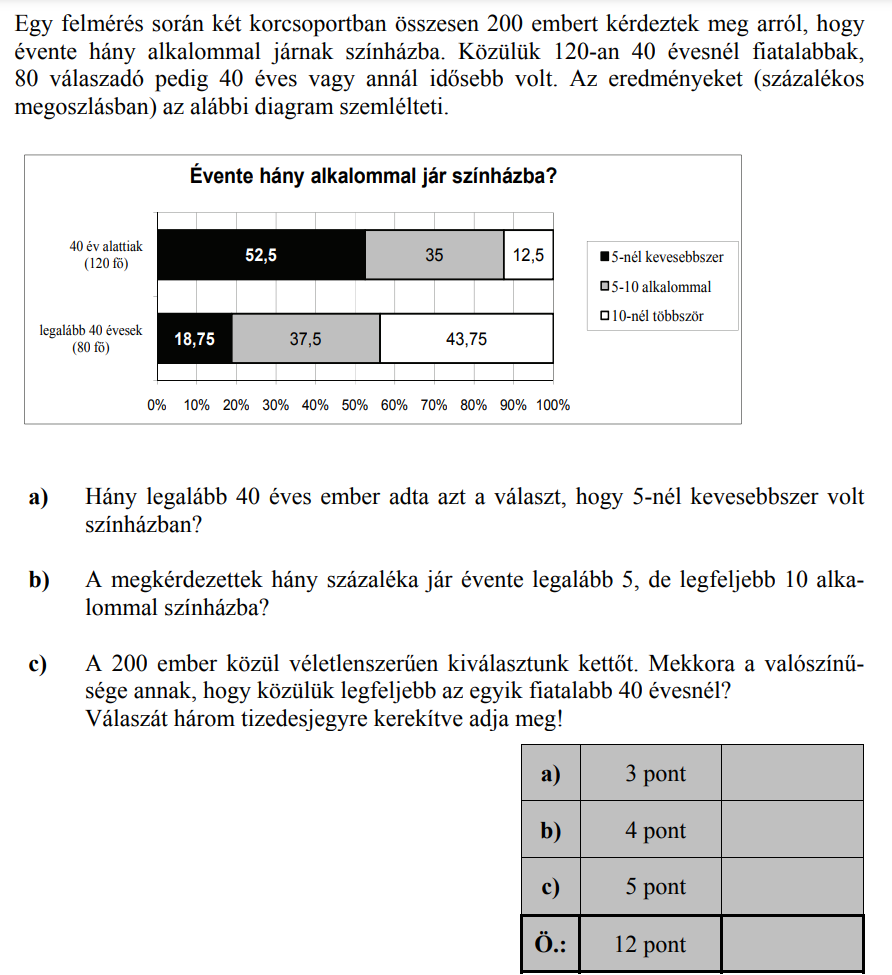 Egy felmérés során két korcsoportban összesen 200 embert kérdeztek meg arról, hogy
évente hány alkalommal járnak színházba. Közülük 120-an 40 évesnél fiatalabbak,
80 válaszadó pedig 40 éves vagy annál idősebb volt. Az eredményeket (százalékos
megoszlásban) az alábbi diagram szemlélteti.
Évente hány alkalommal jár színházba?
40 év alattiak
(120 fő)
52,5 35 12,5
legalább 40 évesek
(80 fő)
18,75 37,5 43,75
0% 10% 20% 30% 40% 50% 60% 70% 80% 90% 100%
5-nél kevesebbszer
5-10 alkalommal
10-nél többször
a) Hány legalább 40 éves ember adta azt a választ, hogy 5-nél kevesebbszer volt
színházban?
b) A megkérdezettek hány százaléka jár évente legalább 5, de legfeljebb 10 alka-
lommal színházba?
c) A 200 ember közül véletlenszerűen kiválasztunk kettőt. Mekkora a valószínű-
sége annak, hogy közülük legfeljebb az egyik fiatalabb 40 évesnél?
Válaszát három tizedesjegyre kerekítve adja meg!
a) 3 pont
b) 4 pont
c) 5 pont
Ö.: 12 pont